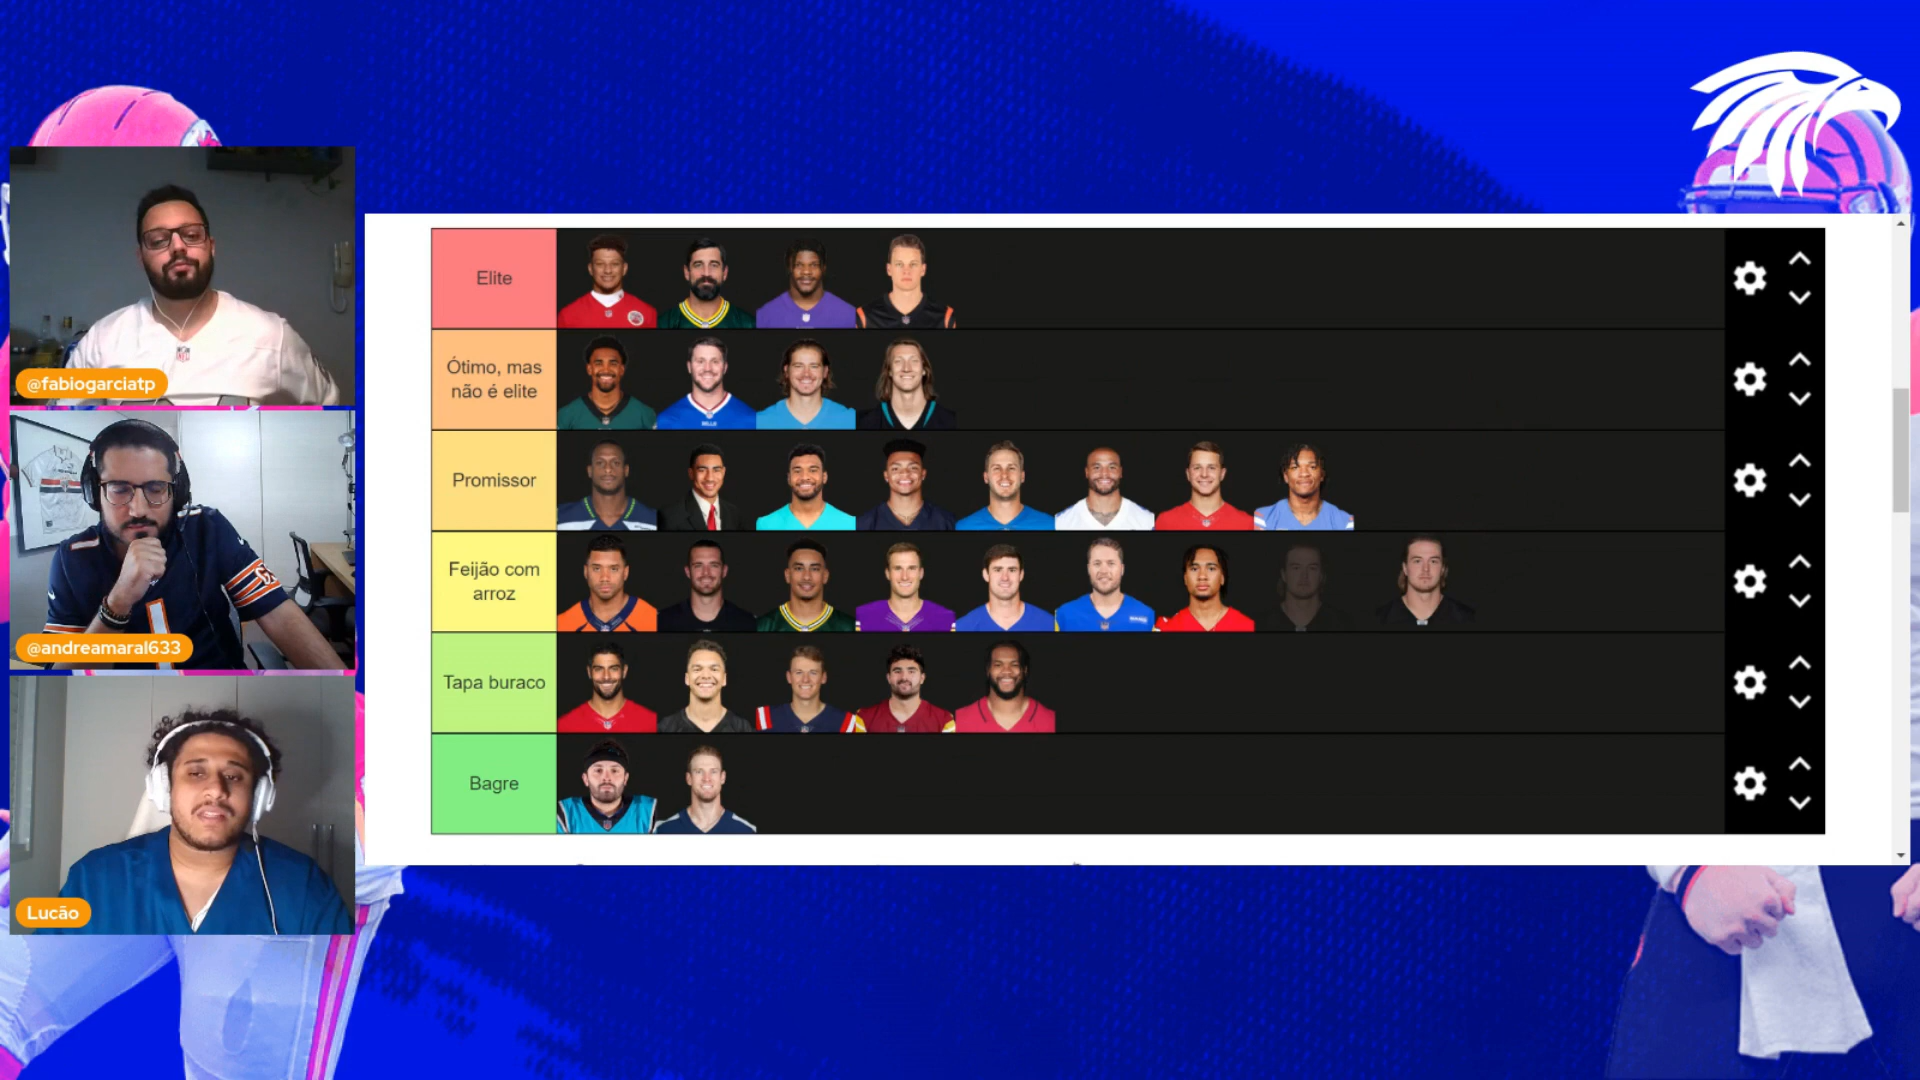 @fabiogarciatp
@andreamaral633
Lucão
Elite
Ótimo, mas
não é elite
Promissor
Feijão com
arroz
Tapa buraco
Bagre